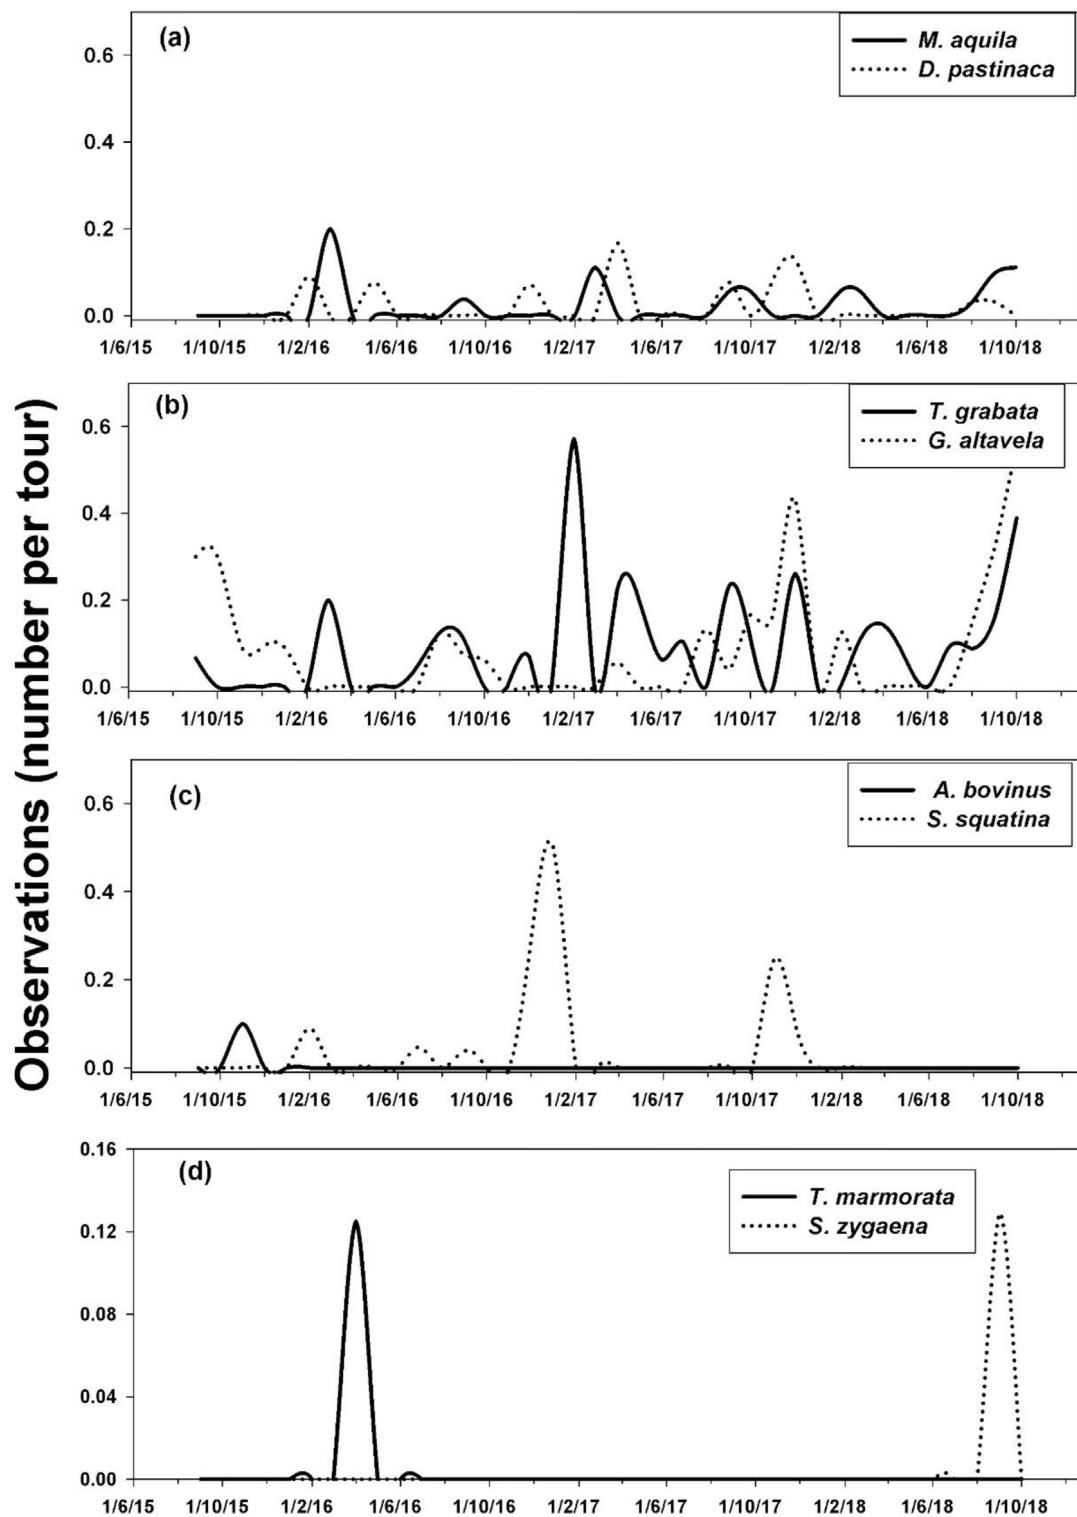 Observations (number per tour)
(a)
M. aquila
D. pastinaca
0.6
0.4
0.2
0.0
1/6/15 1/10/15 1/2/16 1/6/16 1/10/16 1/2/17 1/6/17 1/10/17 1/2/18 1/6/18 1/10/18
(b)
T. grabata
G. altavela
0.6
0.4
0.2
0.0
1/6/15 1/10/15 1/2/16 1/6/16 1/10/16 1/2/17 1/6/17 1/10/17 1/2/18 1/6/18 1/10/18
(c)
A. bovinus
S. squatina
0.6
0.4
0.2
0.0
1/6/15 1/10/15 1/2/16 1/6/16 1/10/16 1/2/17 1/6/17 1/10/17 1/2/18 1/6/18 1/10/18
(d)
T. marmorata
S. zygaena
0.16
0.12
0.08
0.04
0.00
1/6/15 1/10/15 1/2/16 1/6/16 1/10/16 1/2/17 1/6/17 1/10/17 1/2/18 1/6/18 1/10/18